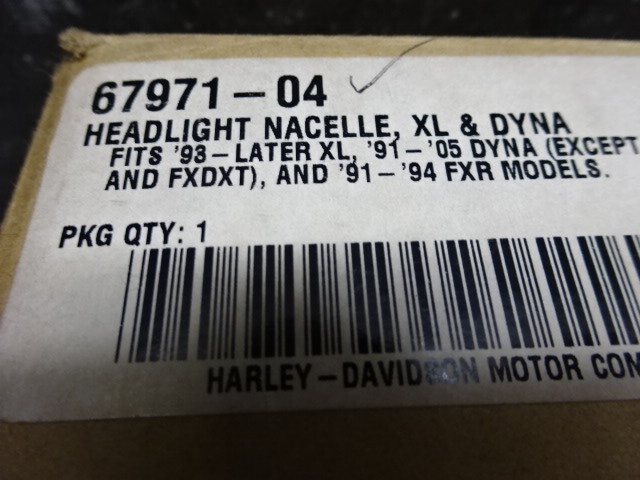 67971-04
HEADLIGHT NACELLE, XL & DYNA
FITS '93-LATER XL, '91-'05 DYNA (EXCEPT
AND FXDXT), AND '91-'94 FXR MODELS.
PKG QTY: 1
HARLEY-DAVIDSON MOTOR COM